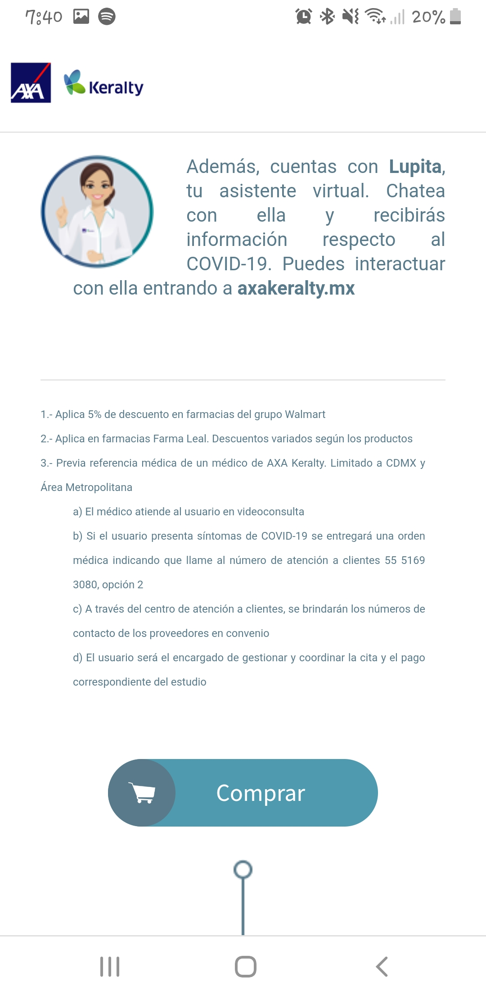 7:40
20%
AXA
Keralty
Además, cuentas con Lupita,
tu asistente virtual. Chatea
con ella y recibirás
información respecto al
COVID-19. Puedes interactuar
con ella entrando a axakeralty.mx
1.- Aplica 5% de descuento en farmacias del grupo Walmart
2.- Aplica en farmacias Farma Leal. Descuentos variados según los productos
3.- Previa referencia médica de un médico de AXA Keralty. Limitado a CDMX y
Área Metropolitana
a) El médico atiende al usuario en videoconsulta
b) Si el usuario presenta síntomas de COVID-19 se entregará una orden
médica indicando que llame al número de atención a clientes 55 5169
3080, opción 2
c) A través del centro de atención a clientes, se brindarán los números de
contacto de los proveedores en convenio
d) El usuario será el encargado de gestionar y coordinar la cita y el pago
correspondiente del estudio
Comprar